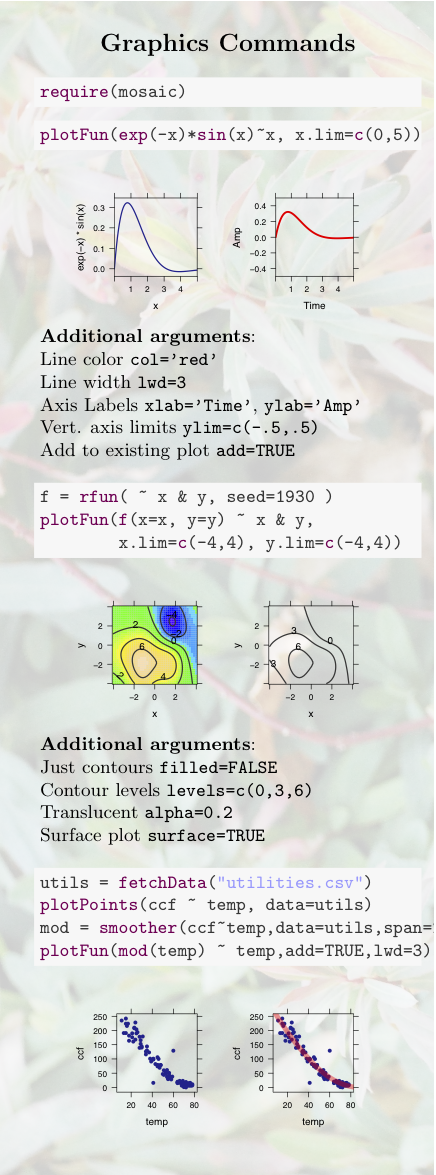 Graphics Commands
require(mosaic)
plotFun(exp(-x)*sin(x)~x, x.lim=c(0,5))
exp(−x) * sin(x)
0.3
0.2
0.1
0.0
1 2 3 4
x
Amp
0.4
0.2
0.0
−0.2
−0.4
1 2 3 4
Time
Additional arguments:
Line color col='red'
Line width lwd=3
Axis Labels xlab='Time', ylab='Amp'
Vert. axis limits ylim=c(-.5,.5)
Add to existing plot add=TRUE
f = rfun( ~ x & y, seed=1930 )
plotFun(f(x=x, y=y) ~ x & y,
x.lim=c(-4,4), y.lim=c(-4,4))
y
2
0
−2
−2 0 2
x
2
0
6
4
y
2
0
−2
−2 0 2
x
3
0
6
3
Additional arguments:
Just contours filled=FALSE
Contour levels levels=c(0,3,6)
Translucent alpha=0.2
Surface plot surface=TRUE
utils = fetchData("utilities.csv")
plotPoints(ccf ~ temp, data=utils)
mod = smoother(ccf~temp,data=utils,span=
plotFun(mod(temp) ~ temp,add=TRUE,lwd=3)
ccf
250
200
150
100
50
0
20 40 60 80
temp
ccf
250
200
150
100
50
0
20 40 60 80
temp